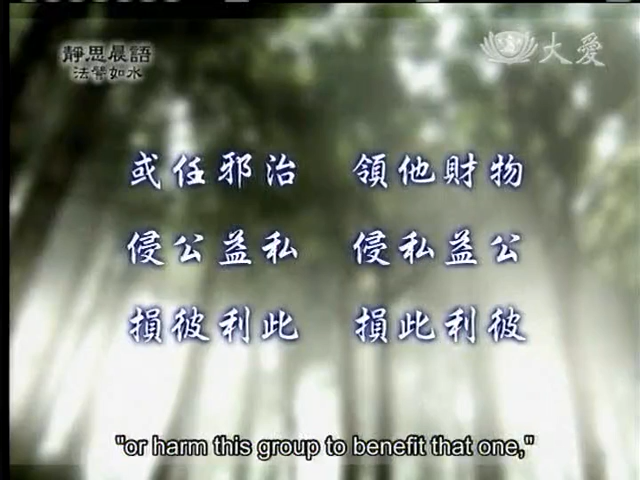 靜思晨語
法譬如水
大愛
或任邪治 領他財物
侵公益私 侵私益公
損彼利此 損此利彼
"or harm this group to benefit that one,"